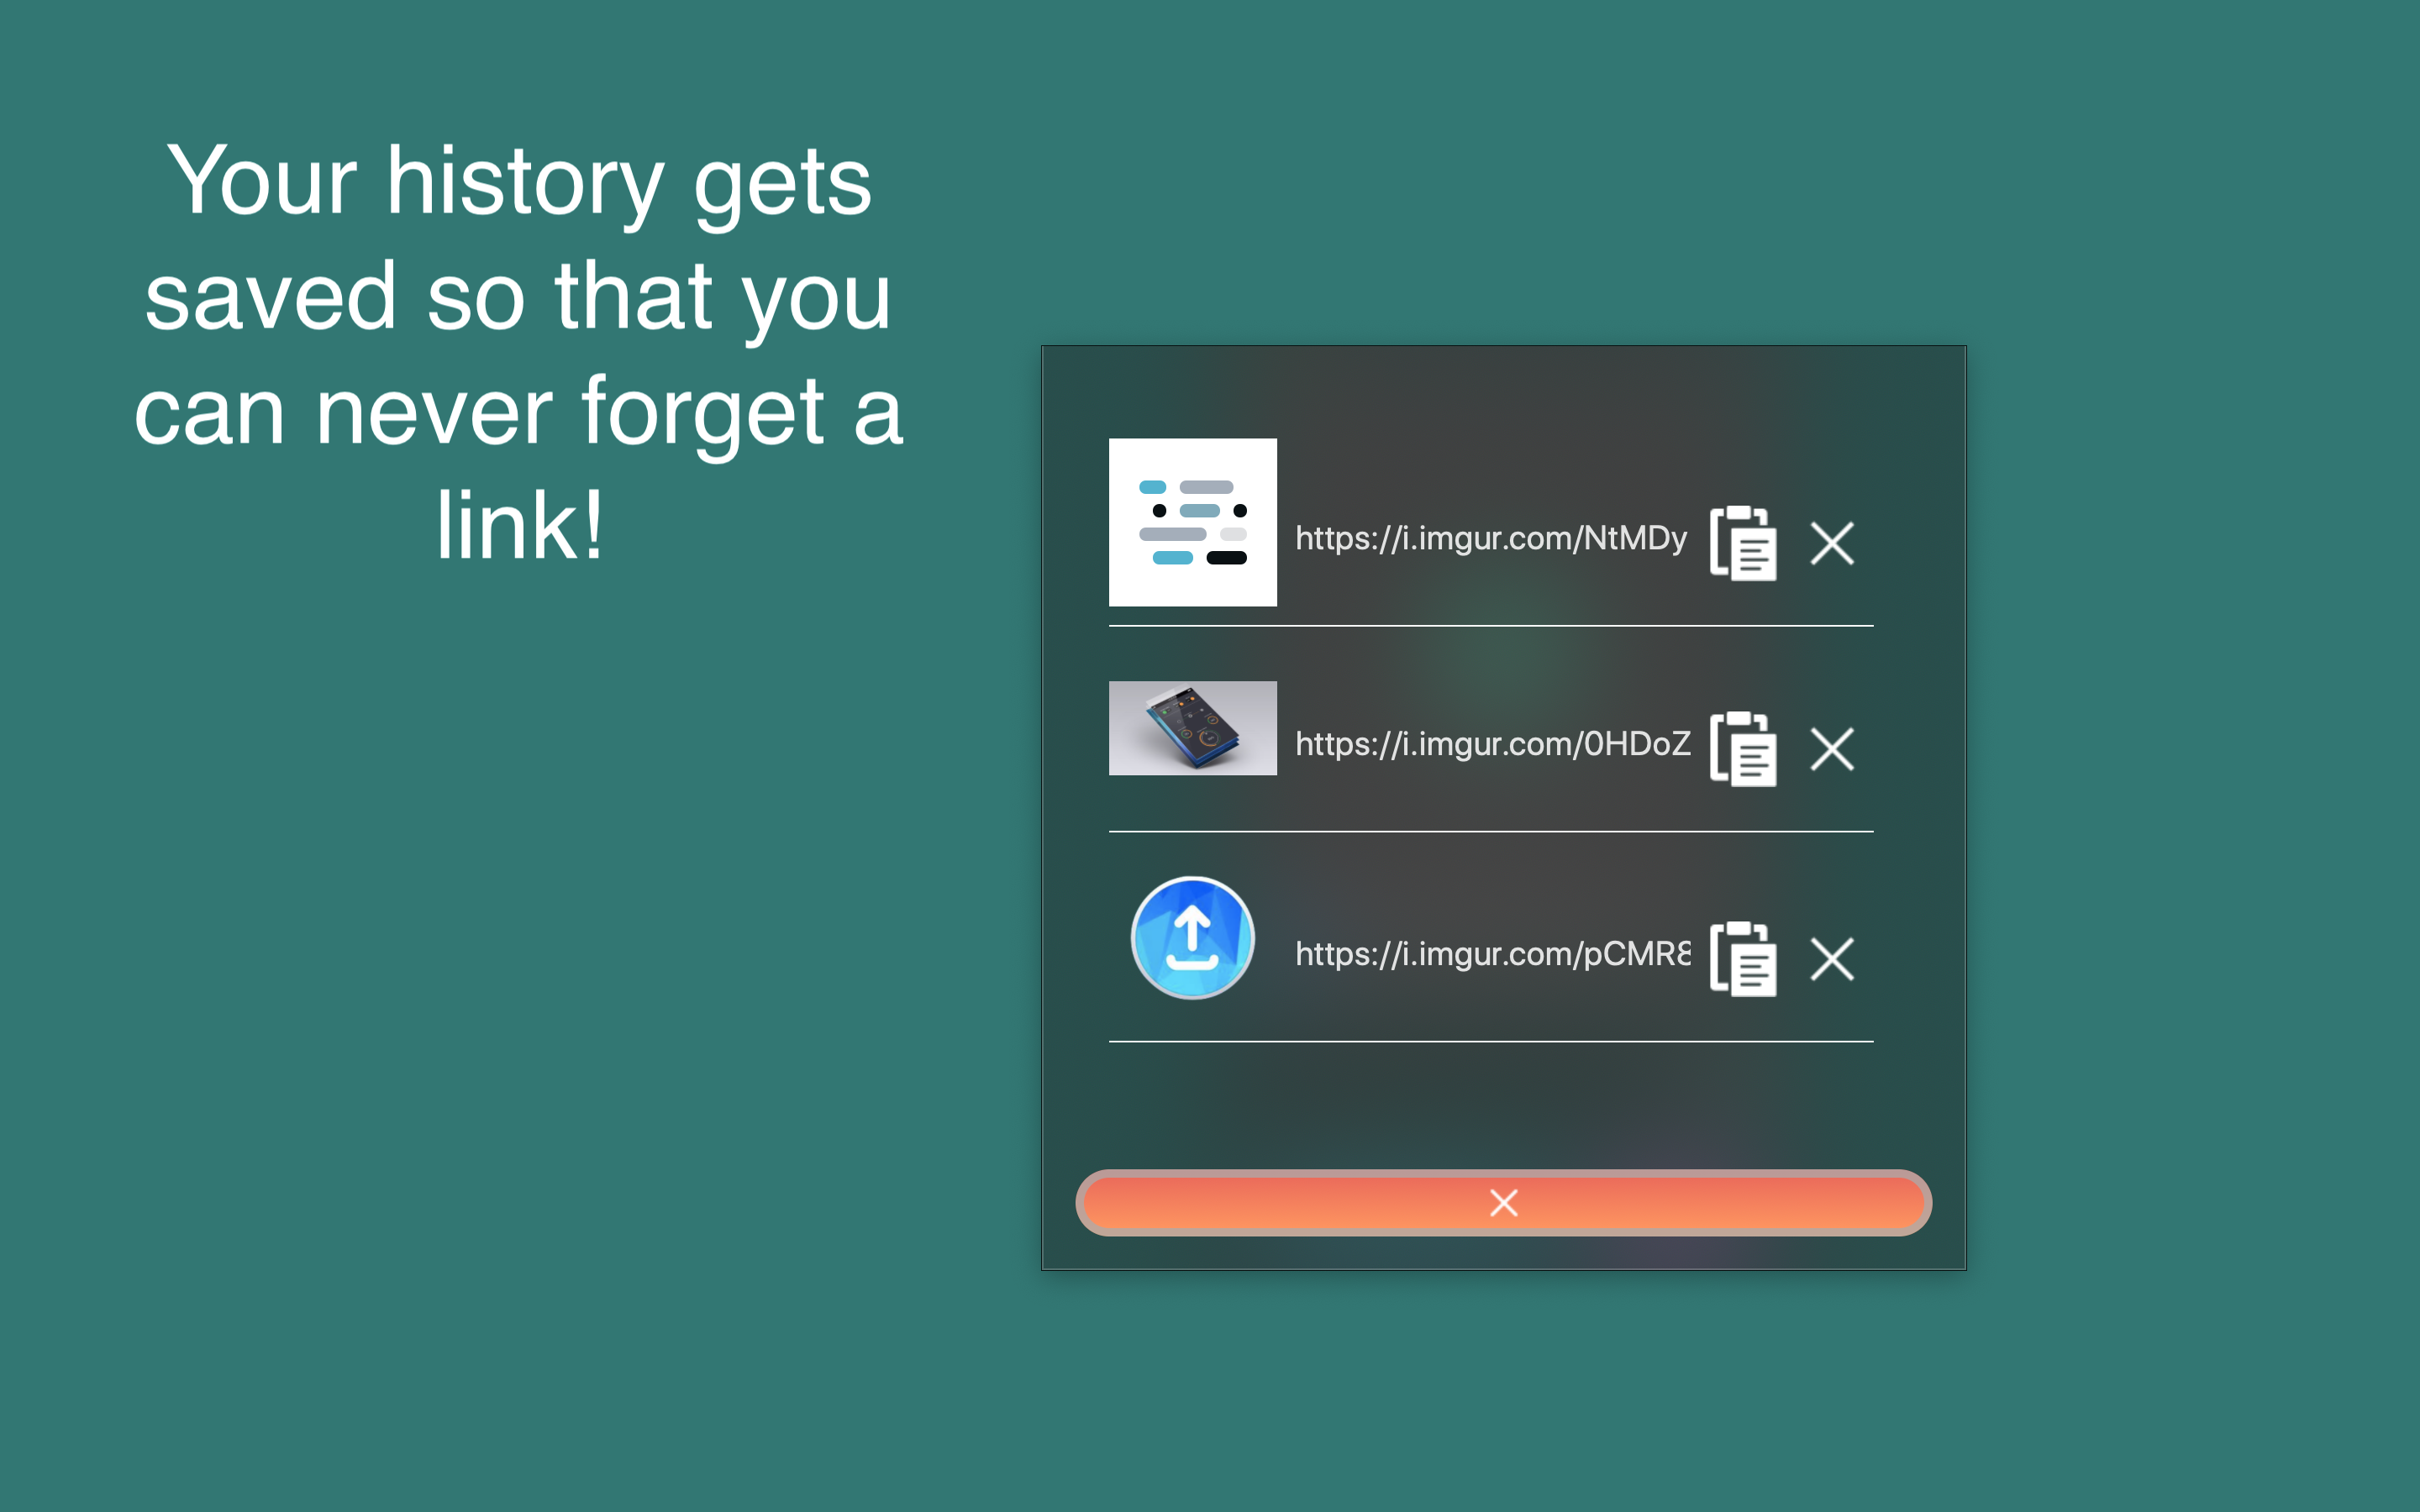 Your history gets
saved so that you
can never forget a
link!
https://i.imgur.com/NtMDy
https://i.imgur.com/0HDoZ
https://i.imgur.com/pCMR8